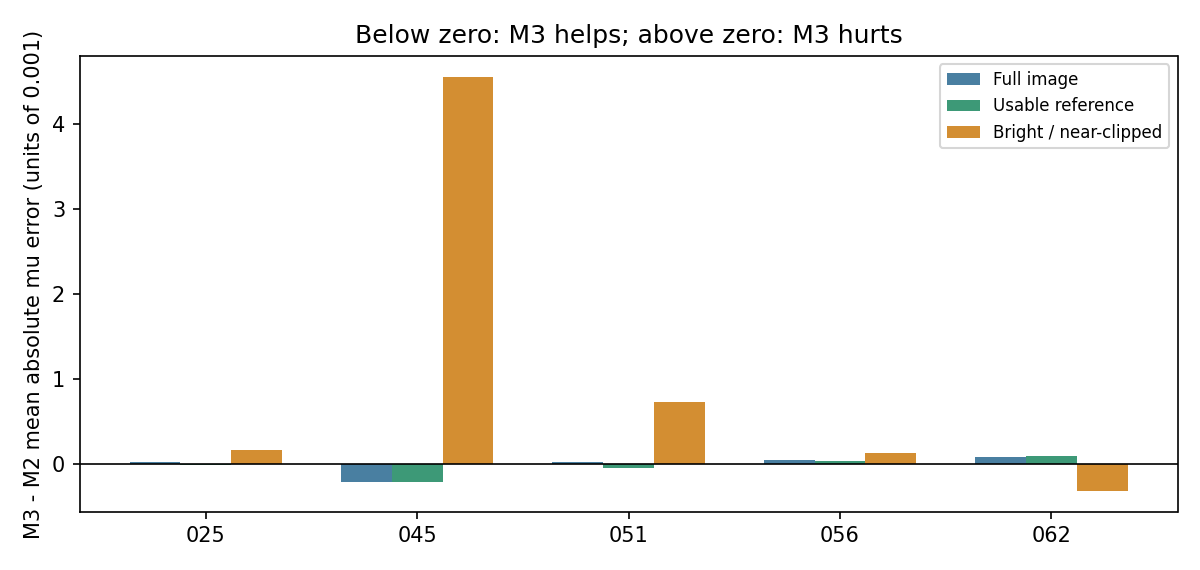 Below zero: M3 helps; above zero: M3 hurts
M3 - M2 mean absolute mu error (units of 0.001)
Full image
Usable reference
Bright / near-clipped
4
3
2
1
0
025 045 051 056 062